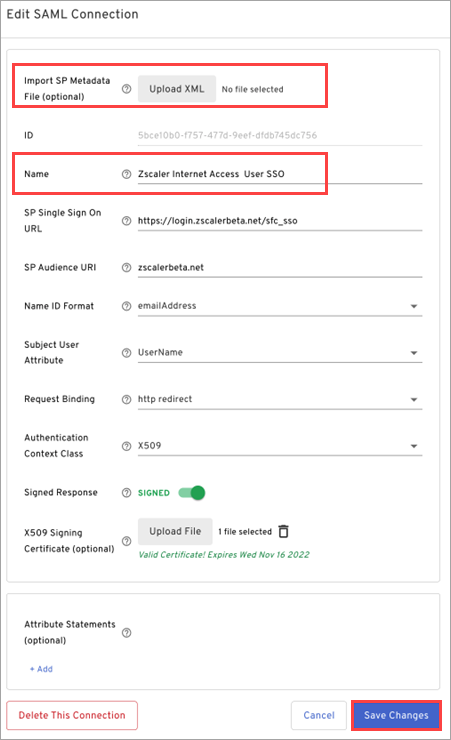 Edit SAML Connection
Import SP Metadata
File (optional)
Upload XML No file selected
ID 5bce10b0-f757-477d-9eef-dfdb745dc756
Name Zscaler Internet Access User SSO
SP Single Sign On
URL
https://login.zscalerbeta.net/sfc_sso
SP Audience URI zscalerbeta.net
Name ID Format emailAddress
Subject User
Attribute
UserName
Request Binding http redirect
Authentication
Context Class
X509
Signed Response SIGNED
X509 Signing
Certificate (optional)
Upload File 1 file selected
Valid Certificate! Expires Wed Nov 16 2022
Attribute Statements
(optional)
+ Add
Delete This Connection Cancel Save Changes